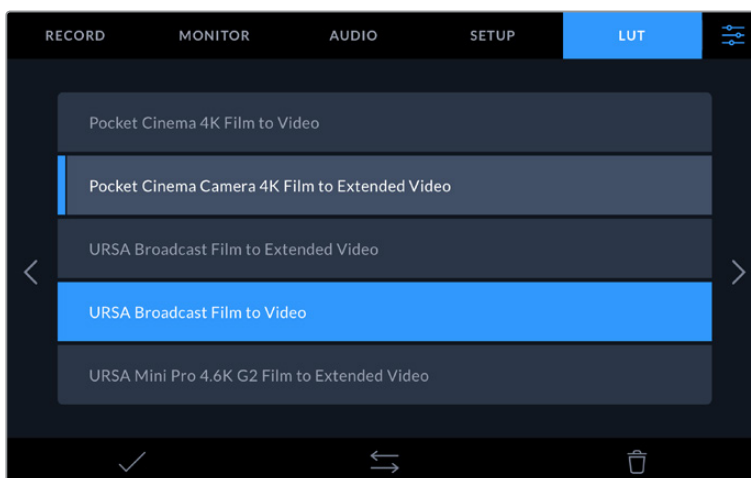 RECORD MONITOR AUDIO SETUP LUT
Pocket Cinema 4K Film to Video
Pocket Cinema Camera 4K Film to Extended Video
URSA Broadcast Film to Extended Video
URSA Broadcast Film to Video
URSA Mini Pro 4.6K G2 Film to Extended Video